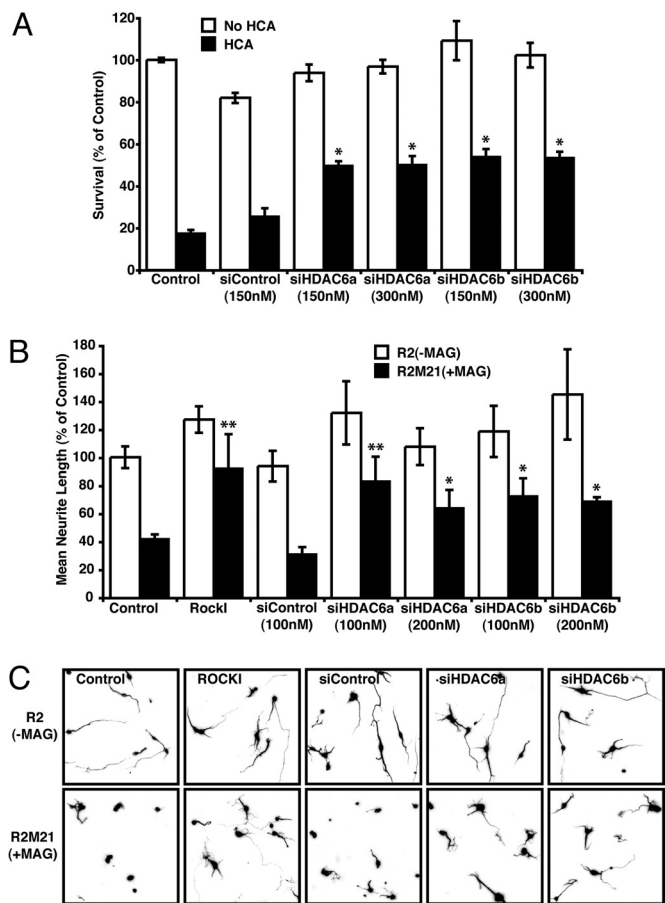 A
No HCA
HCA
Survival (% of Control)
120
100
80
60
40
20
0
* * * *
Control siControl siHDAC6a siHDAC6a siHDAC6b siHDAC6b
(150nM) (150nM) (300nM) (150nM) (300nM)
B
R2(-MAG)
R2M21(+MAG)
Mean Neurite Length (% of Control)
180
160
140
120
100
80
60
40
20
0
** ** * * *
Control RockI siControl siHDAC6a siHDAC6a siHDAC6b siHDAC6b
(100nM) (100nM) (200nM) (100nM) (200nM)
C
Control ROCKI siControl siHDAC6a siHDAC6b
R2
(-MAG)
R2M21
(+MAG)